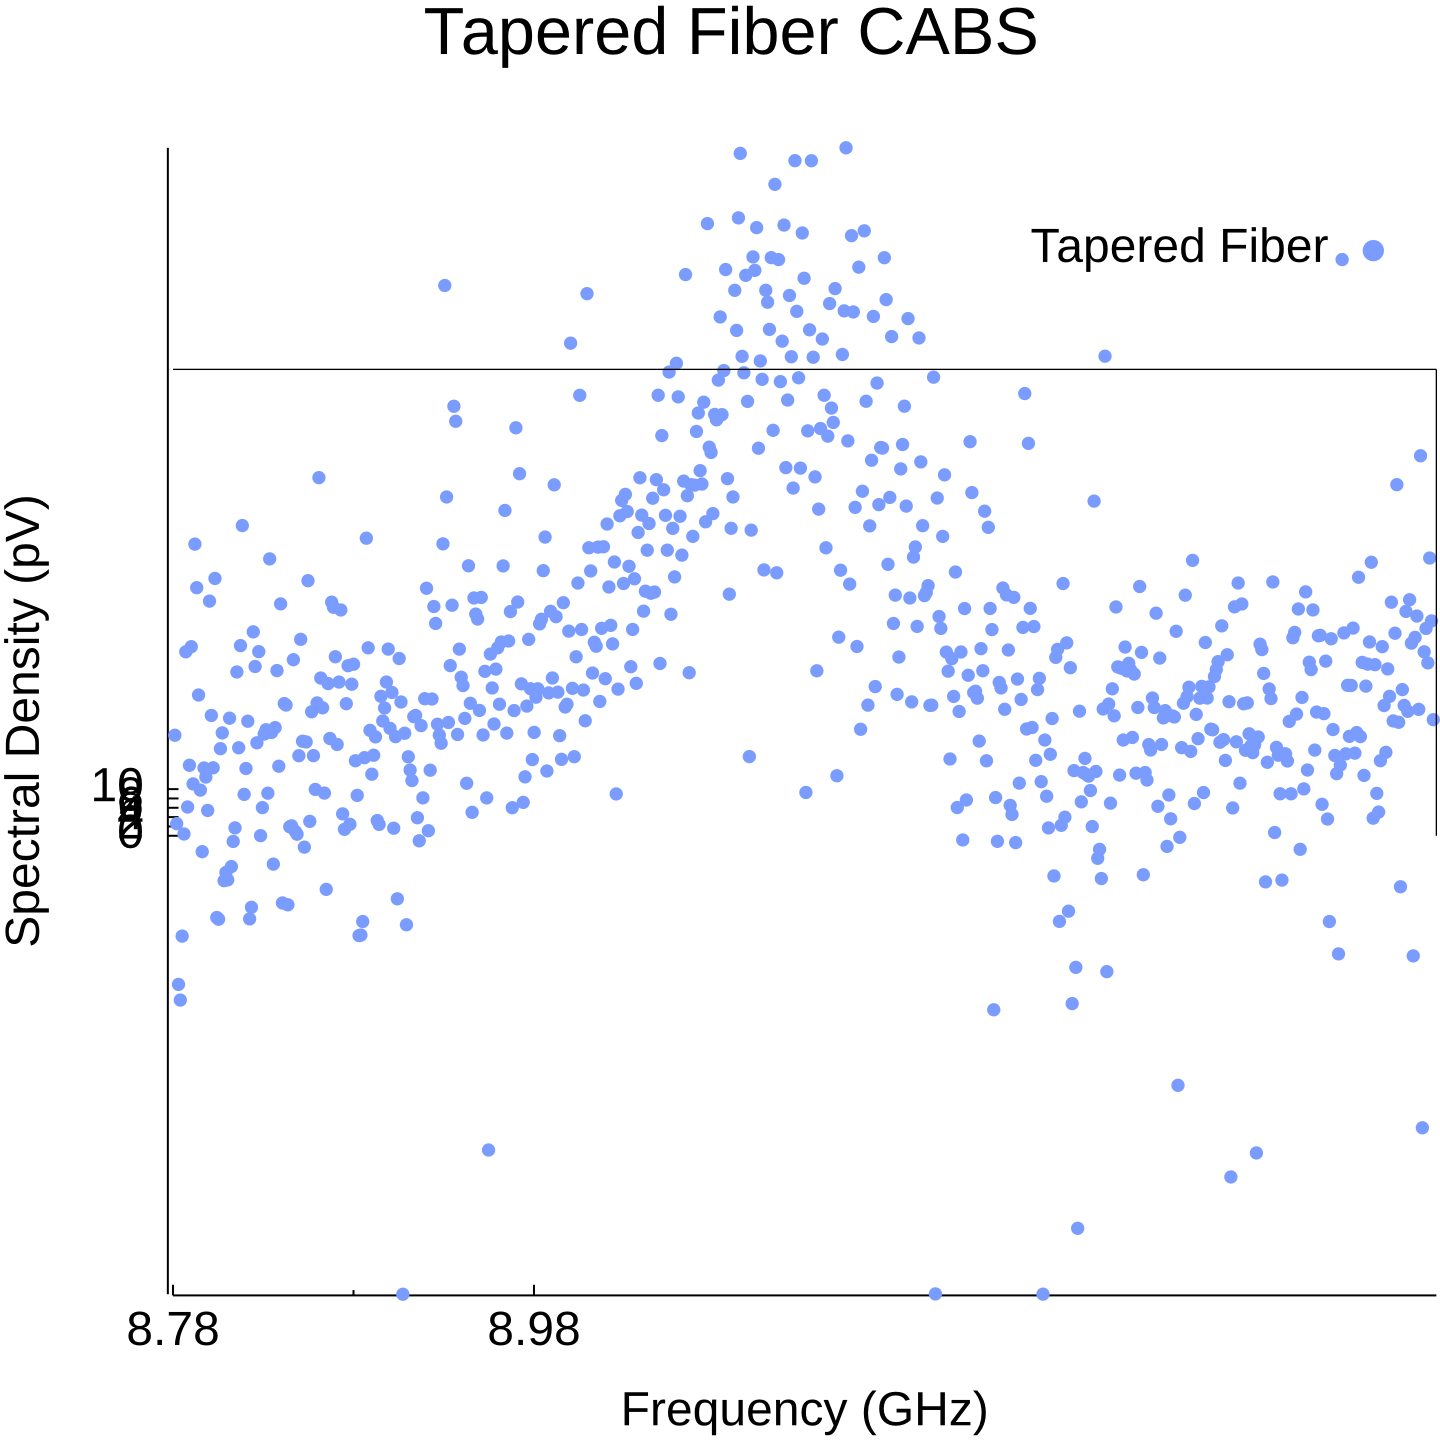 Tapered Fiber CABS
Tapered Fiber
Spectral Density (pV)
10
0
8.78 8.98
Frequency (GHz)